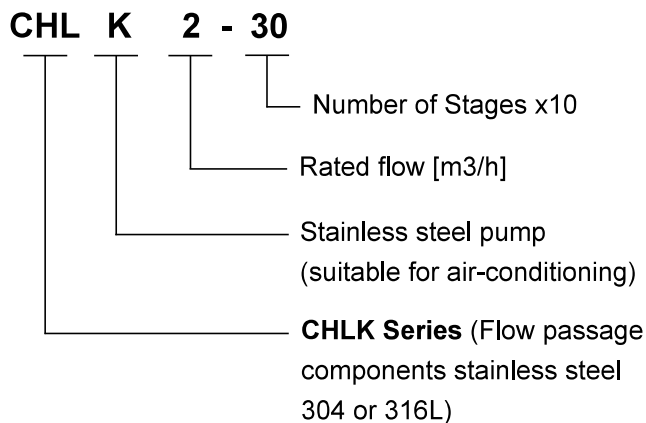 CHL K 2 - 30
Number of Stages x10
Rated flow [m3/h]
Stainless steel pump
(suitable for air-conditioning)
CHLK Series (Flow passage
components stainless steel
304 or 316L)